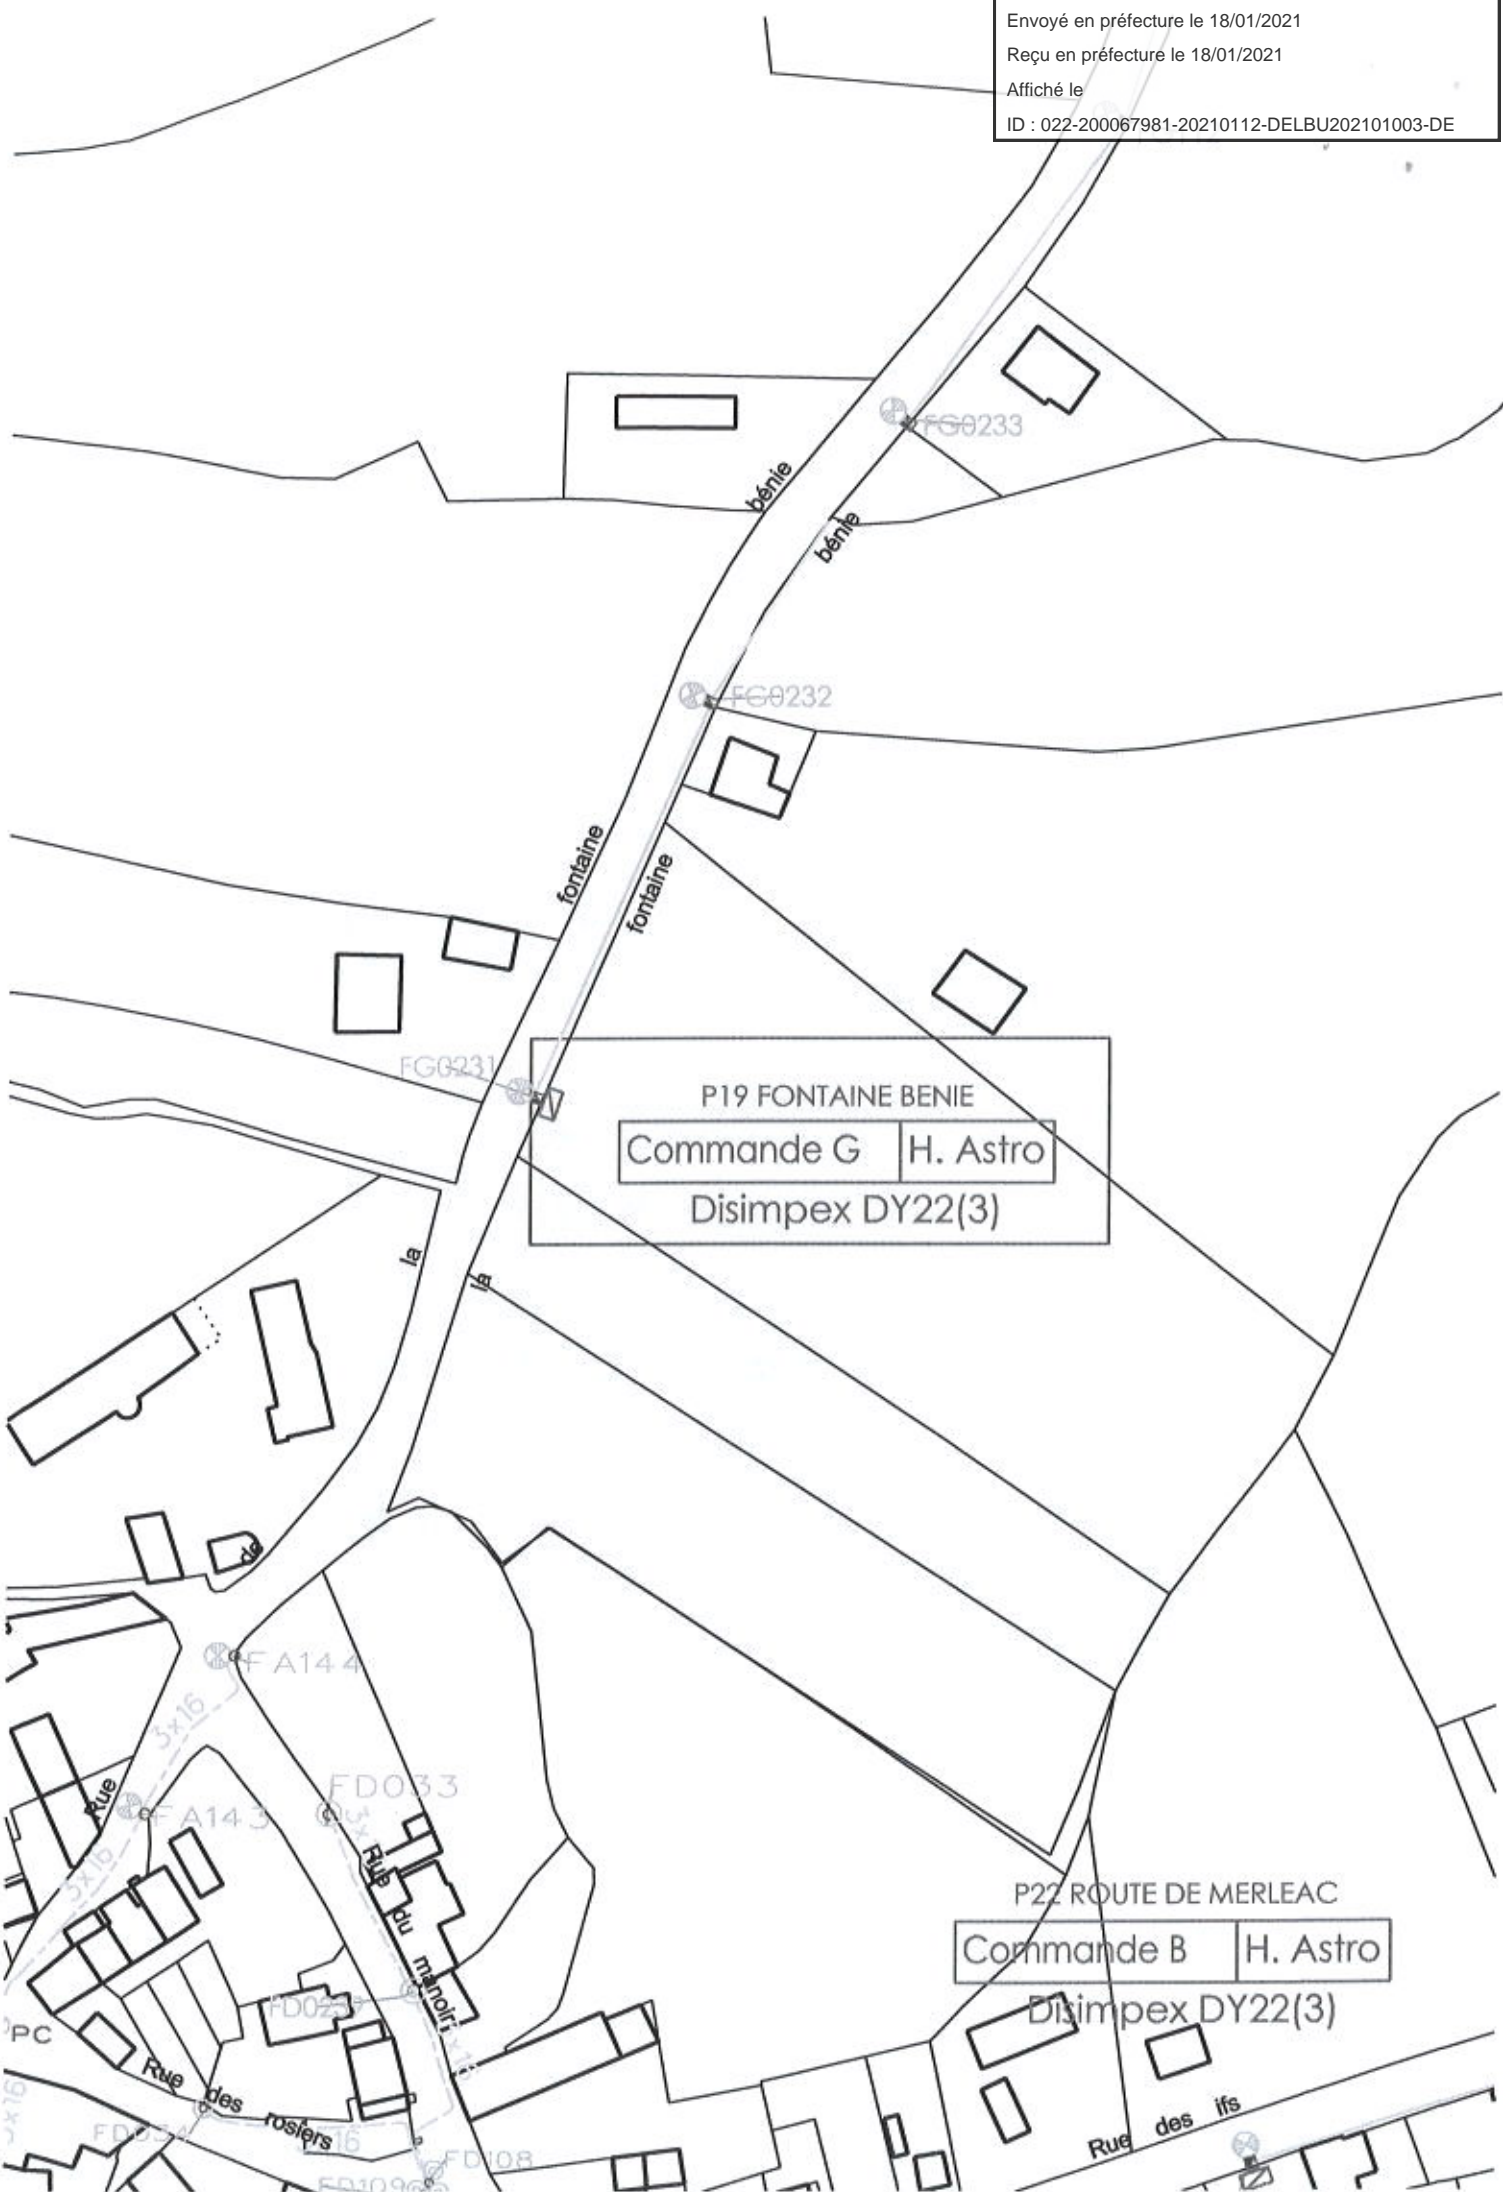 Envoyé en préfecture le 18/01/2021
Reçu en préfecture le 18/01/2021
Affiché le
ID : 022-200067981-20210112-DELBU202101003-DE
FG0233
bénie
bénie
FG0232
fontaine
fontaine
FG0231
P19 FONTAINE BENIE
Commande G H. Astro
Disimpex DY22(3)
la
la
de
FA144
3x16
FD033
Rue
FA143
3x16
Rue
du
manoir
P22 ROUTE DE MERLEAC
Commande B H. Astro
Disimpex DY22(3)
PC
Rue des rosiers
3x16
FD034
FD108
FD109
Rue des ifs